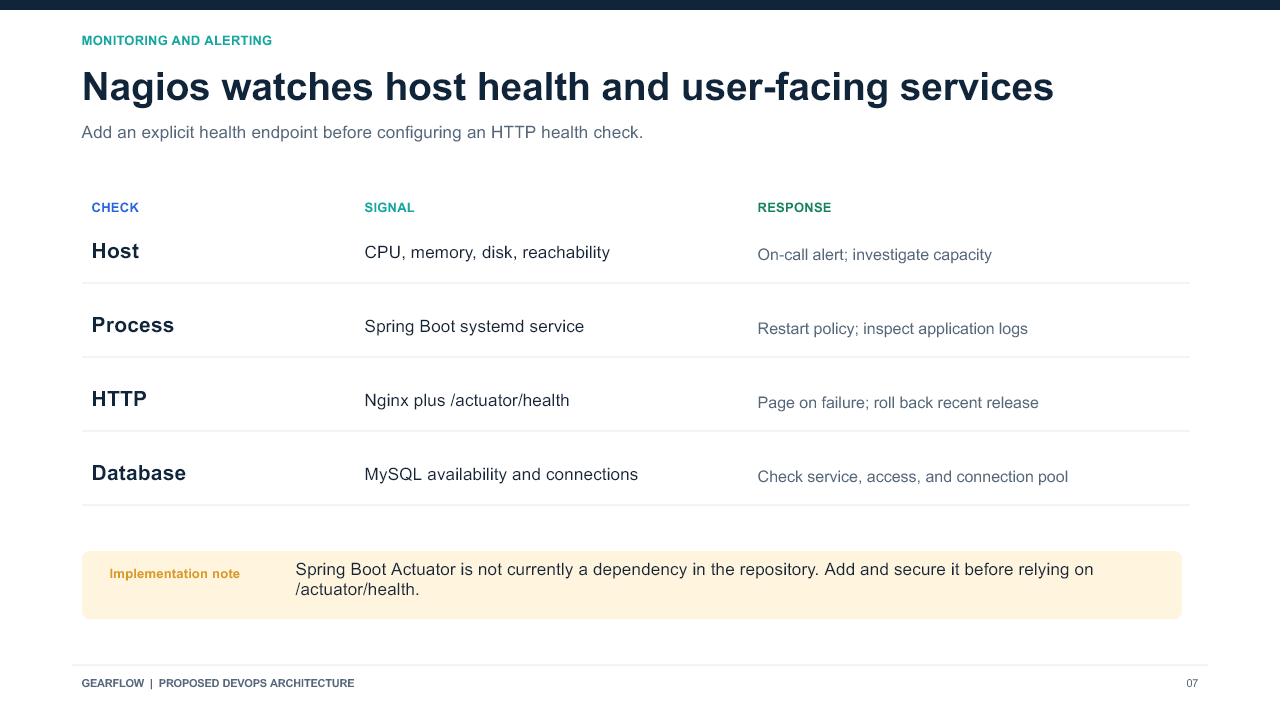 MONITORING AND ALERTING
Nagios watches host health and user-facing services
Add an explicit health endpoint before configuring an HTTP health check.
CHECK SIGNAL RESPONSE
Host CPU, memory, disk, reachability On-call alert; investigate capacity
Process Spring Boot systemd service Restart policy; inspect application logs
HTTP Nginx plus /actuator/health Page on failure; roll back recent release
Database MySQL availability and connections Check service, access, and connection pool
Implementation note Spring Boot Actuator is not currently a dependency in the repository. Add and secure it before relying on
/actuator/health.
GEARFLOW | PROPOSED DEVOPS ARCHITECTURE 07